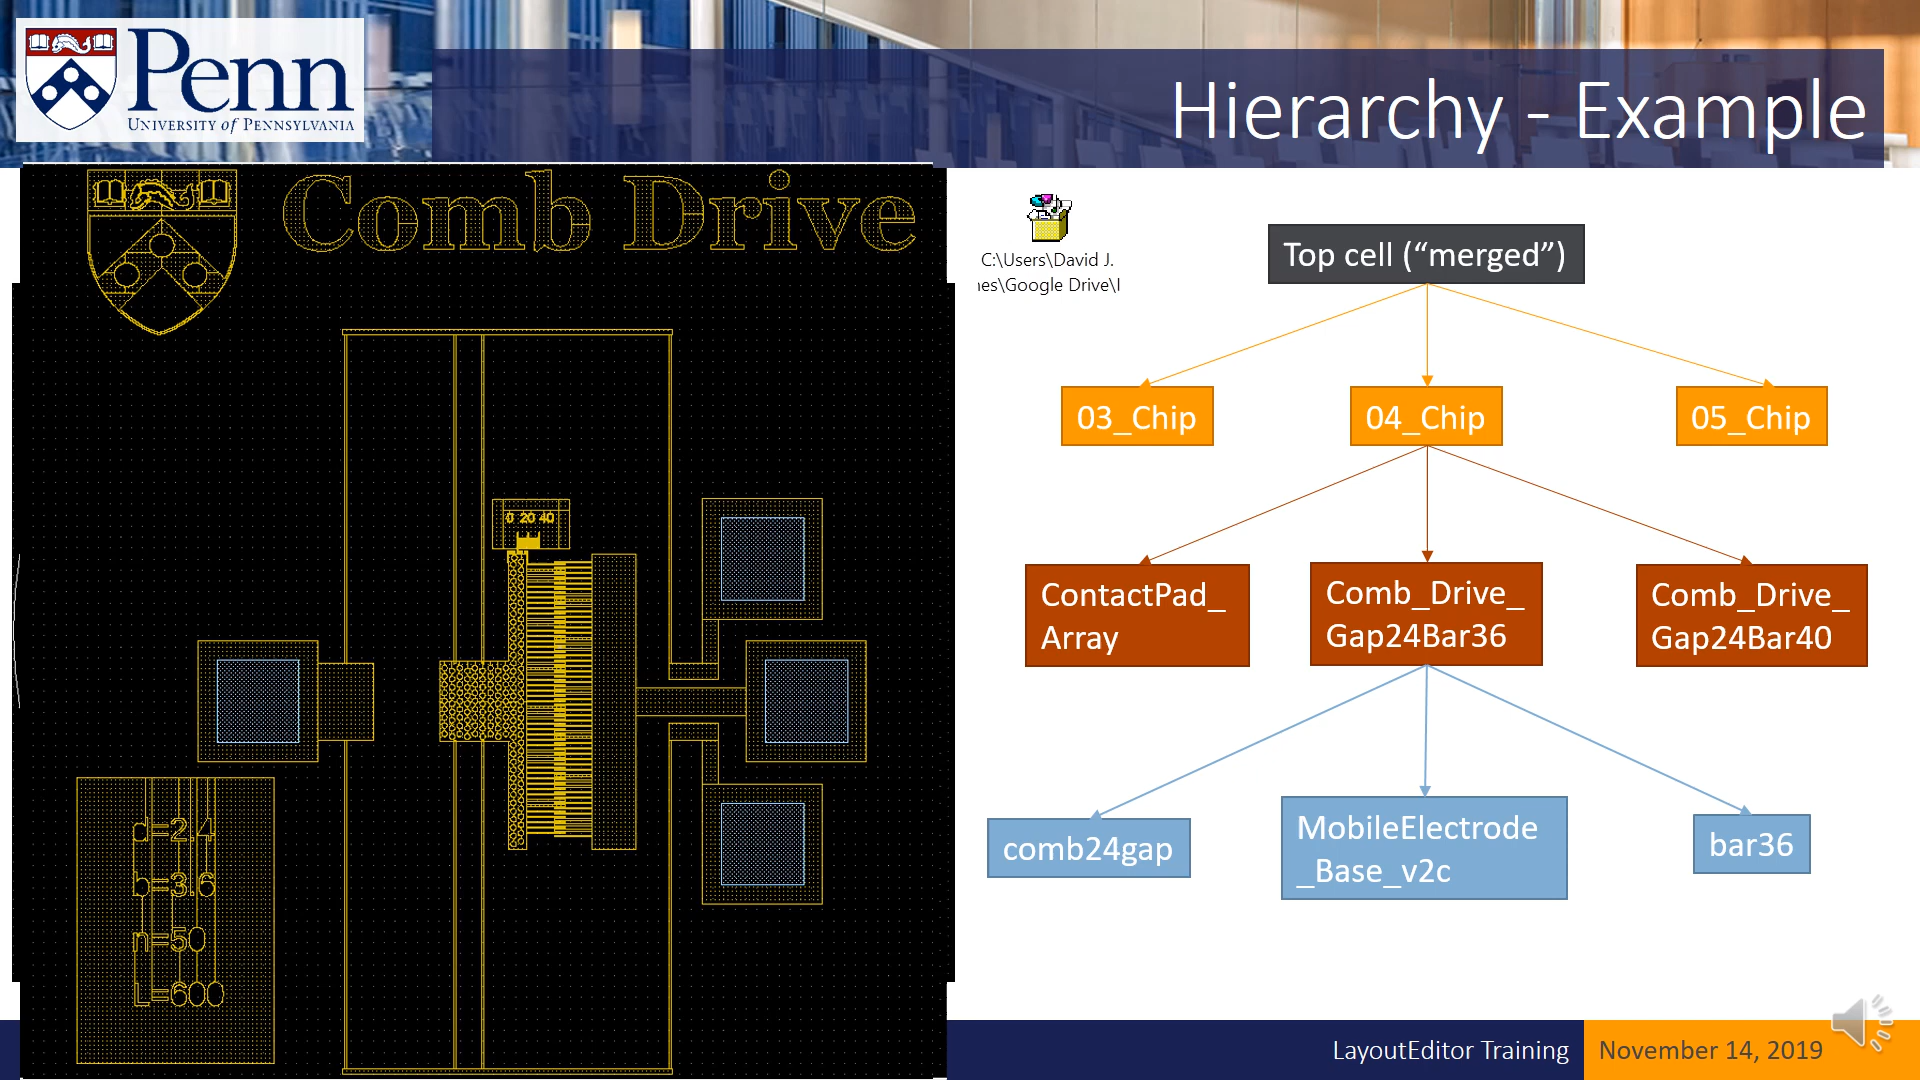 Penn
UNIVERSITY of PENNSYLVANIA
Hierarchy - Example
Comb Drive
0 20 40
d=2.4
b=3.6
n=50
L=600
C:\Users\David J.
es\Google Drive\I
Top cell (“merged”)
03_Chip
04_Chip
05_Chip
ContactPad_
Array
Comb_Drive_
Gap24Bar36
Comb_Drive_
Gap24Bar40
comb24gap
MobileElectrode
_Base_v2c
bar36
LayoutEditor Training
November 14, 2019